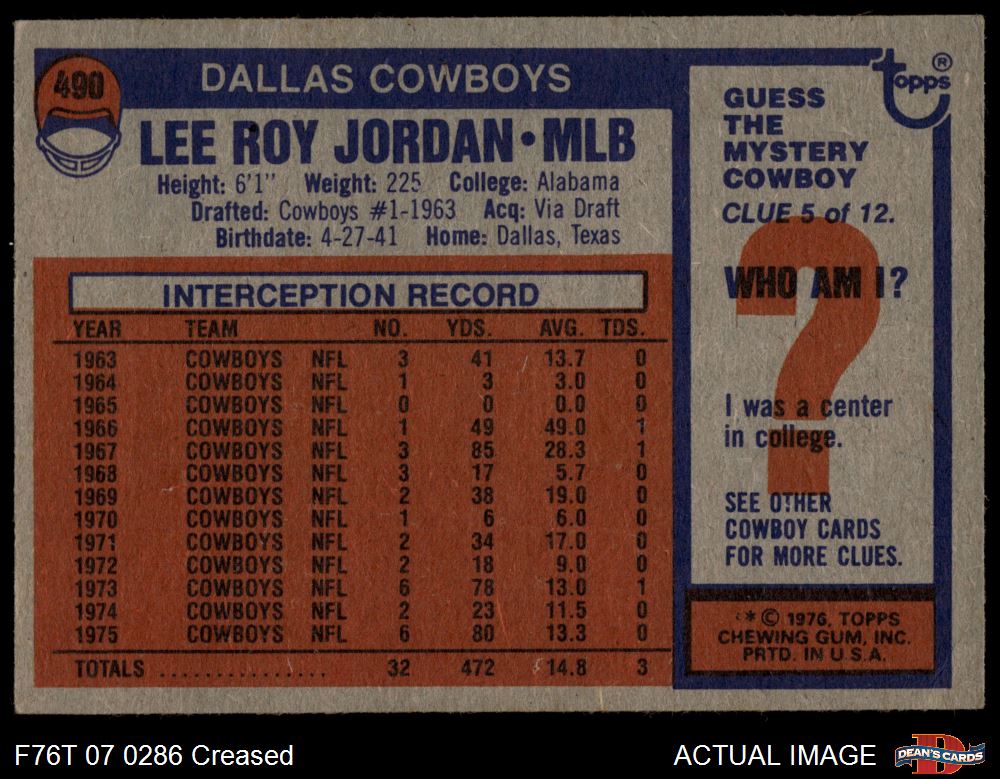 490
DALLAS COWBOYS
LEE ROY JORDAN • MLB
Height: 6'1" Weight: 225 College: Alabama
Drafted: Cowboys #1-1963 Acq: Via Draft
Birthdate: 4-27-41 Home: Dallas, Texas
INTERCEPTION RECORD
YEAR TEAM NO. YDS. AVG. TDS.
1963 COWBOYS NFL 3 41 13.7 0
1964 COWBOYS NFL 1 3 3.0 0
1965 COWBOYS NFL 0 0 0.0 0
1966 COWBOYS NFL 1 49 49.0 1
1967 COWBOYS NFL 3 85 28.3 1
1968 COWBOYS NFL 3 17 5.7 0
1969 COWBOYS NFL 2 38 19.0 0
1970 COWBOYS NFL 1 6 6.0 0
1971 COWBOYS NFL 2 34 17.0 0
1972 COWBOYS NFL 2 18 9.0 0
1973 COWBOYS NFL 6 78 13.0 1
1974 COWBOYS NFL 2 23 11.5 0
1975 COWBOYS NFL 6 80 13.3 0
TOTALS ............... 32 472 14.8 3
topps ®
GUESS
THE
MYSTERY
COWBOY
CLUE 5 of 12.
?
WHO AM I?
I was a center
in college.
SEE OTHER
COWBOY CARDS
FOR MORE CLUES.
* © 1976, TOPPS
CHEWING GUM, INC.
PRTD. IN U.S.A.
F76T 07 0286 Creased
ACTUAL IMAGE
D
DEAN'S CARDS